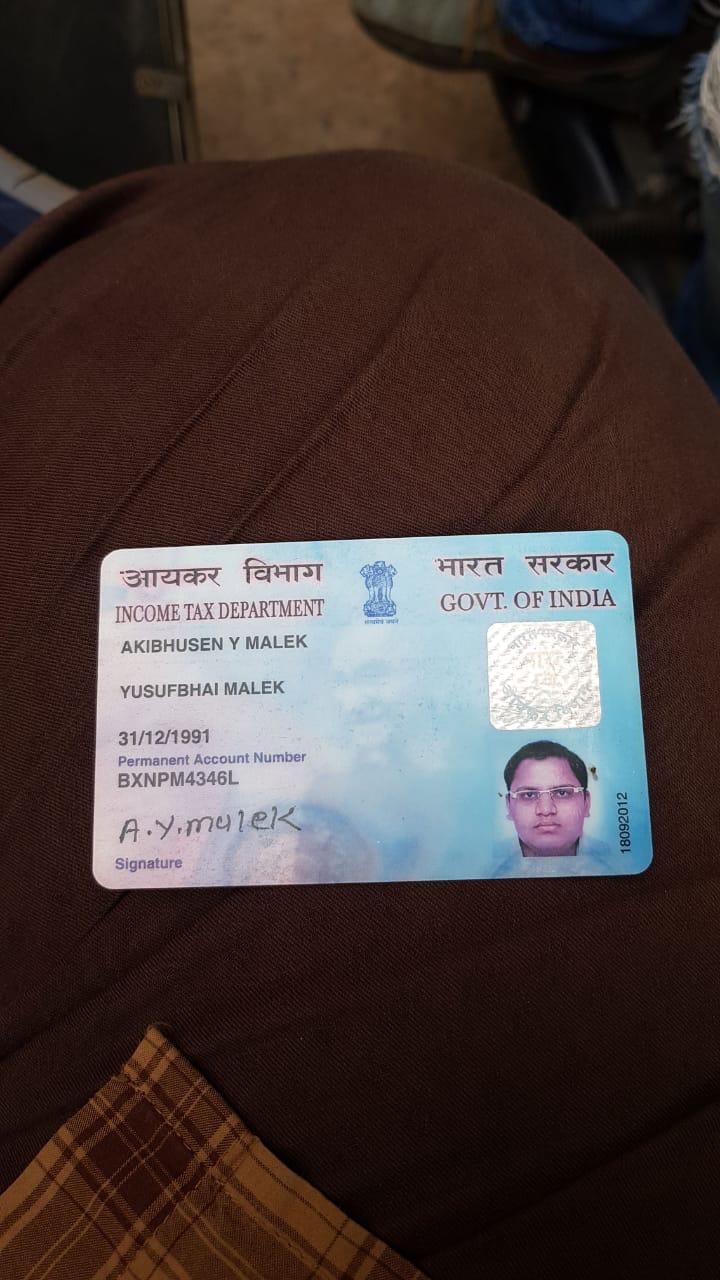 आयकर विभाग
INCOME TAX DEPARTMENT
भारत सरकार
GOVT. OF INDIA
सत्यमेव जयते
AKIBHUSEN Y MALEK
YUSUFBHAI MALEK
31/12/1991
Permanent Account Number
BXNPM4346L
A.Y.malek
Signature
18092012